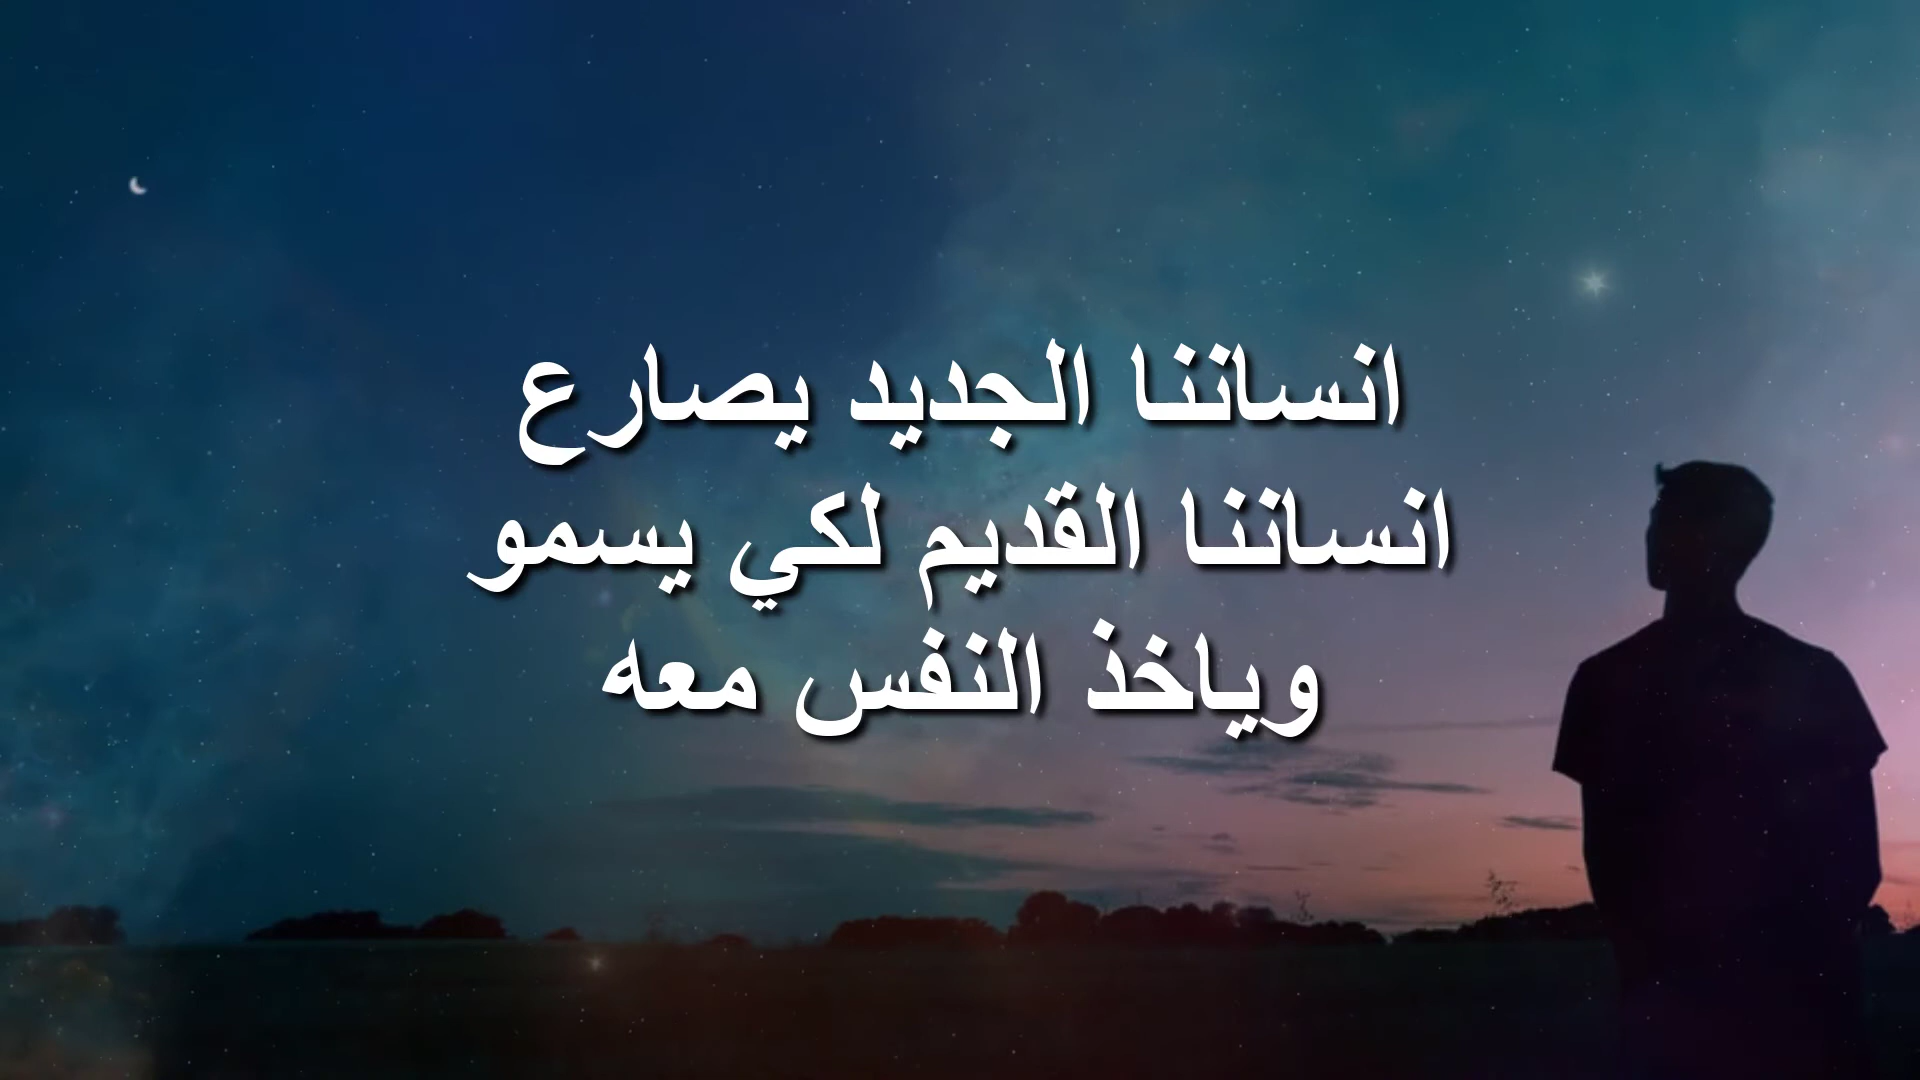 انساننا الجديد يصارع
انساننا القديم لكي يسمو
وياخذ النفس معه